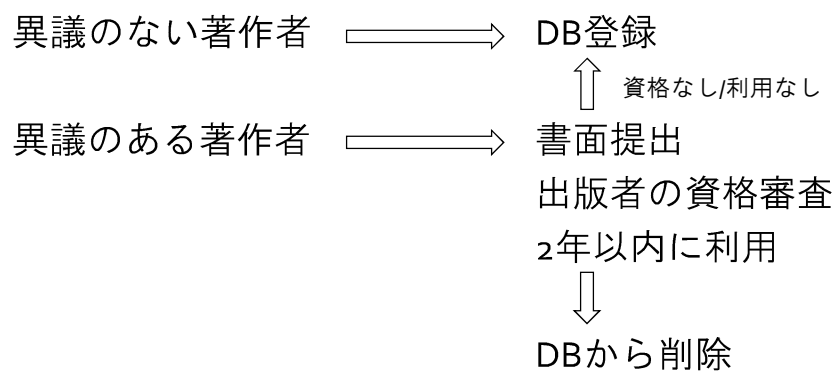 異議のない著作者
DB登録
資格なし/利用なし
異議のある著作者
書面提出
出版者の資格審査
2年以内に利用
DBから削除